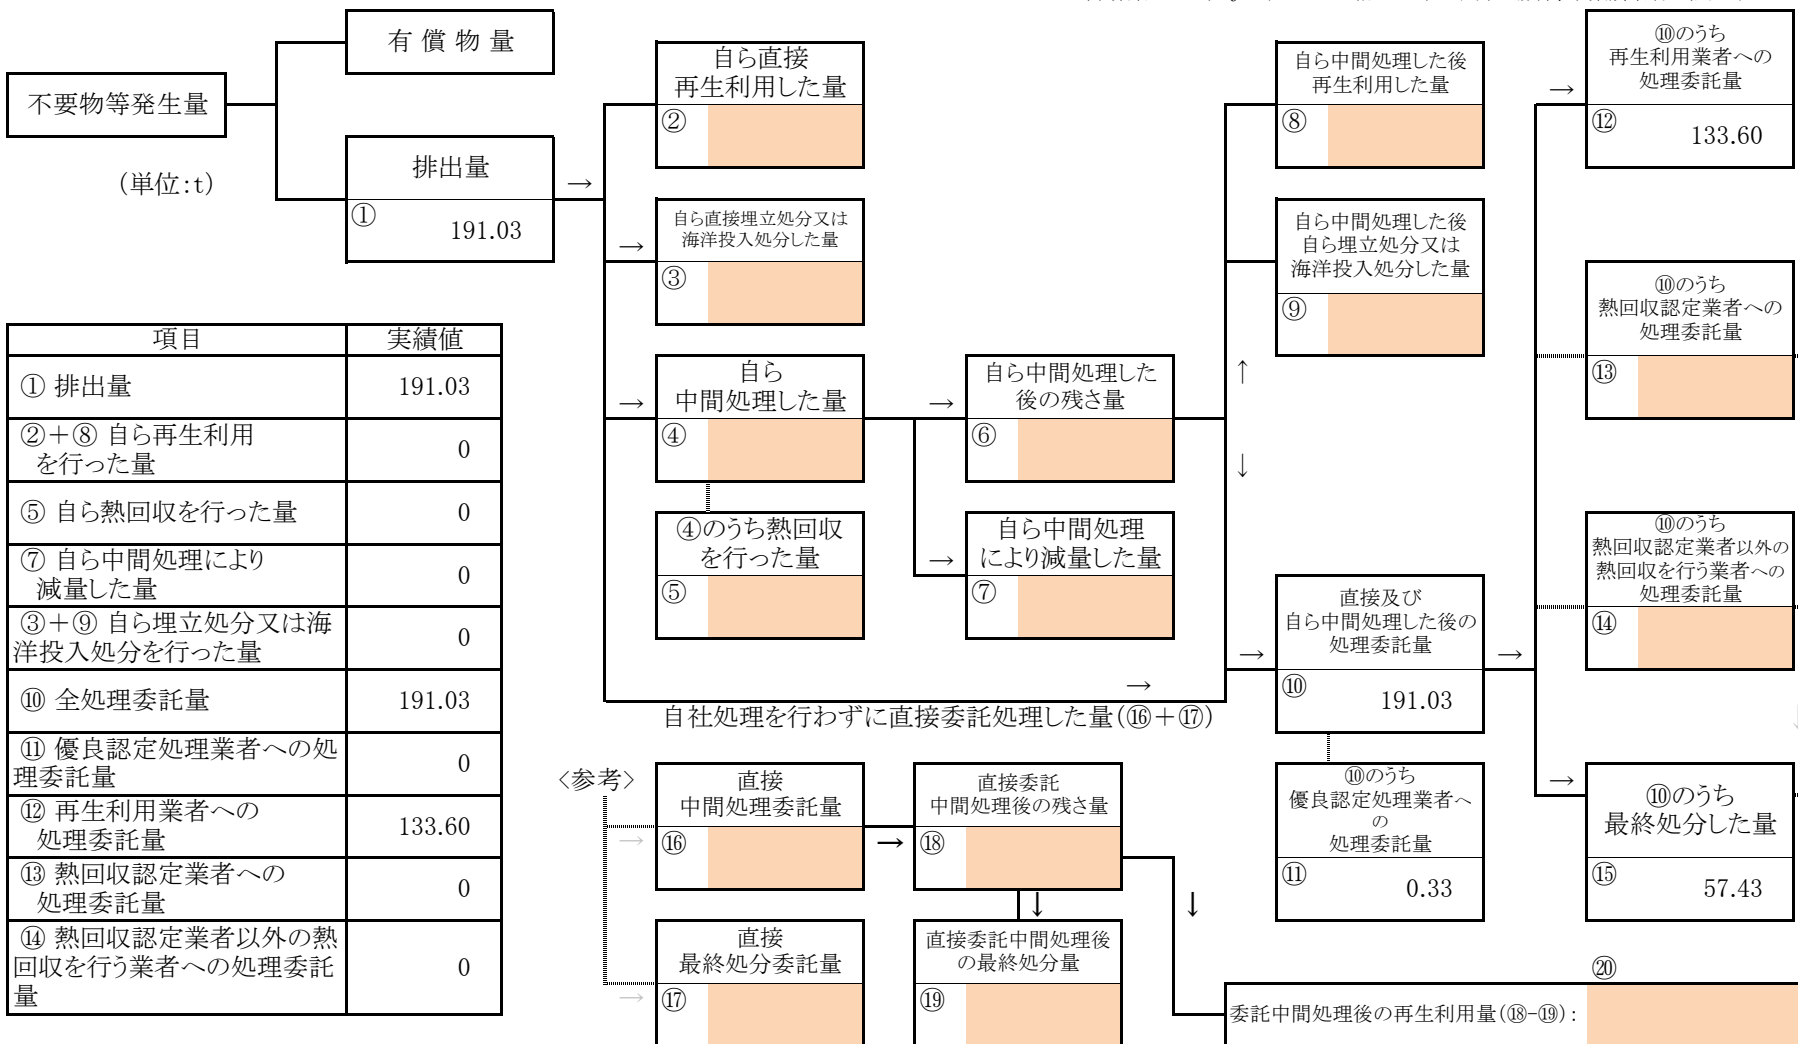 有 償 物 量
不要物等発生量
(単位:t)
排出量
①
191.03
→
自ら直接
再生利用した量
②
→
自ら直接埋立処分又は
海洋投入処分した量
③
→
自ら
中間処理した量
④
④のうち熱回収
を行った量
⑤
→
自ら中間処理した
後の残さ量
⑥
→
自ら中間処理
により減量した量
⑦
自ら中間処理した後
再生利用した量
⑧
自ら中間処理した後
自ら埋立処分又は
海洋投入処分した量
⑨
↑
↓
→
直接及び
自ら中間処理した後の
処理委託量
⑩
191.03
→
⑩のうち
優良認定処理業者へ
の
処理委託量
⑪
0.33
→
⑩のうち
再生利用業者への
処理委託量
⑫
133.60
⑩のうち
熱回収認定業者への
処理委託量
⑬
⑩のうち
熱回収認定業者以外の
熱回収を行う業者への
処理委託量
⑭
→
⑩のうち
最終処分した量
⑮
57.43
→
自社処理を行わずに直接委託処理した量(⑯＋⑰)
<参考>
→
直接
中間処理委託量
⑯
→
直接
最終処分委託量
⑰
→
直接委託
中間処理後の残さ量
⑱
↓
直接委託中間処理後
の最終処分量
⑲
↓
⑳
委託中間処理後の再生利用量(⑱-⑲):
項目 実績値
① 排出量 191.03
②＋⑧ 自ら再生利用
を行った量 0
⑤ 自ら熱回収を行った量 0
⑦ 自ら中間処理により
減量した量 0
③＋⑨ 自ら埋立処分又は海
洋投入処分を行った量 0
⑩ 全処理委託量 191.03
⑪ 優良認定処理業者への処
理委託量 0
⑫ 再生利用業者への
処理委託量 133.60
⑬ 熱回収認定業者への
処理委託量 0
⑭ 熱回収認定業者以外の熱
回収を行う業者への処理委託
量 0